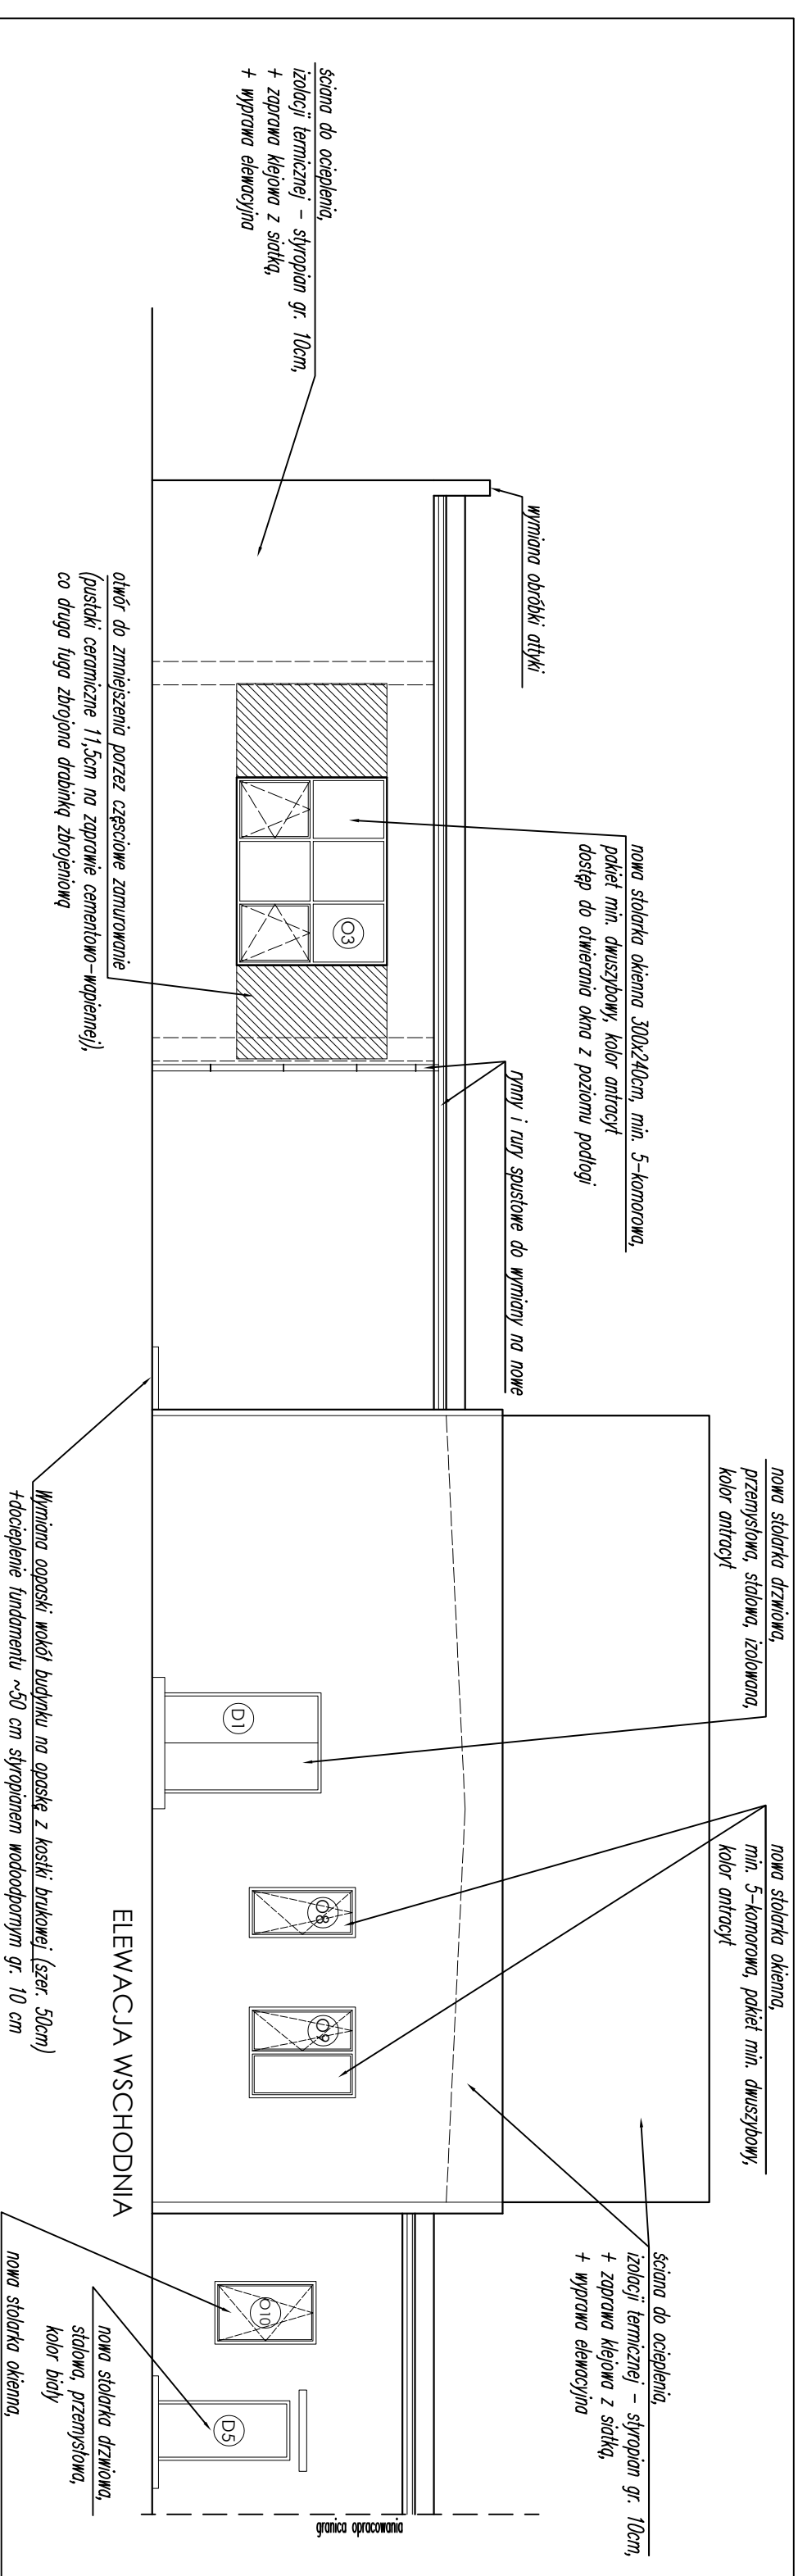 ściana do ocieplenia,
izolacji termicznej - styropian gr. 10cm,
+ zaprawa klejowa z siatką,
+ wyprawa elewacyjna
wymiana obróbki attyki
nowa stolarka okienna 300x240cm, min. 5-komorowa,
pakiet min. dwuszybowy, kolor antracyt
dostęp do otwierania okna z poziomu podłogi
rynny i rury spustowe do wymiany na nowe
nowa stolarka drzwiowa,
przemysłowa, stalowa, izolowana,
kolor antracyt
nowa stolarka okienna,
min. 5-komorowa, pakiet min. dwuszybowy,
kolor antracyt
ściana do ocieplenia,
izolacji termicznej - styropian gr. 10cm,
+ zaprawa klejowa z siatką,
+ wyprawa elewacyjna
O3
D1
O8
O9
O10
D5
granica opracowania
otwór do zmniejszenia porzez częściowe zamurowanie
(pustaki ceramiczne 11,5cm na zaprawie cementowo-wapiennej),
co druga fuga zbrojona drabinką zbrojeniową
Wymiana oopaski wokół budynku na opaskę z kostki brukowej (szer. 50cm)
+docieplenie fundamentu ~50 cm styropianem wodoodpornym gr. 10 cm
ELEWACJA WSCHODNIA
nowa stolarka drzwiowa,
stalowa, przemysłowa,
kolor biały
nowa stolarka okienna,